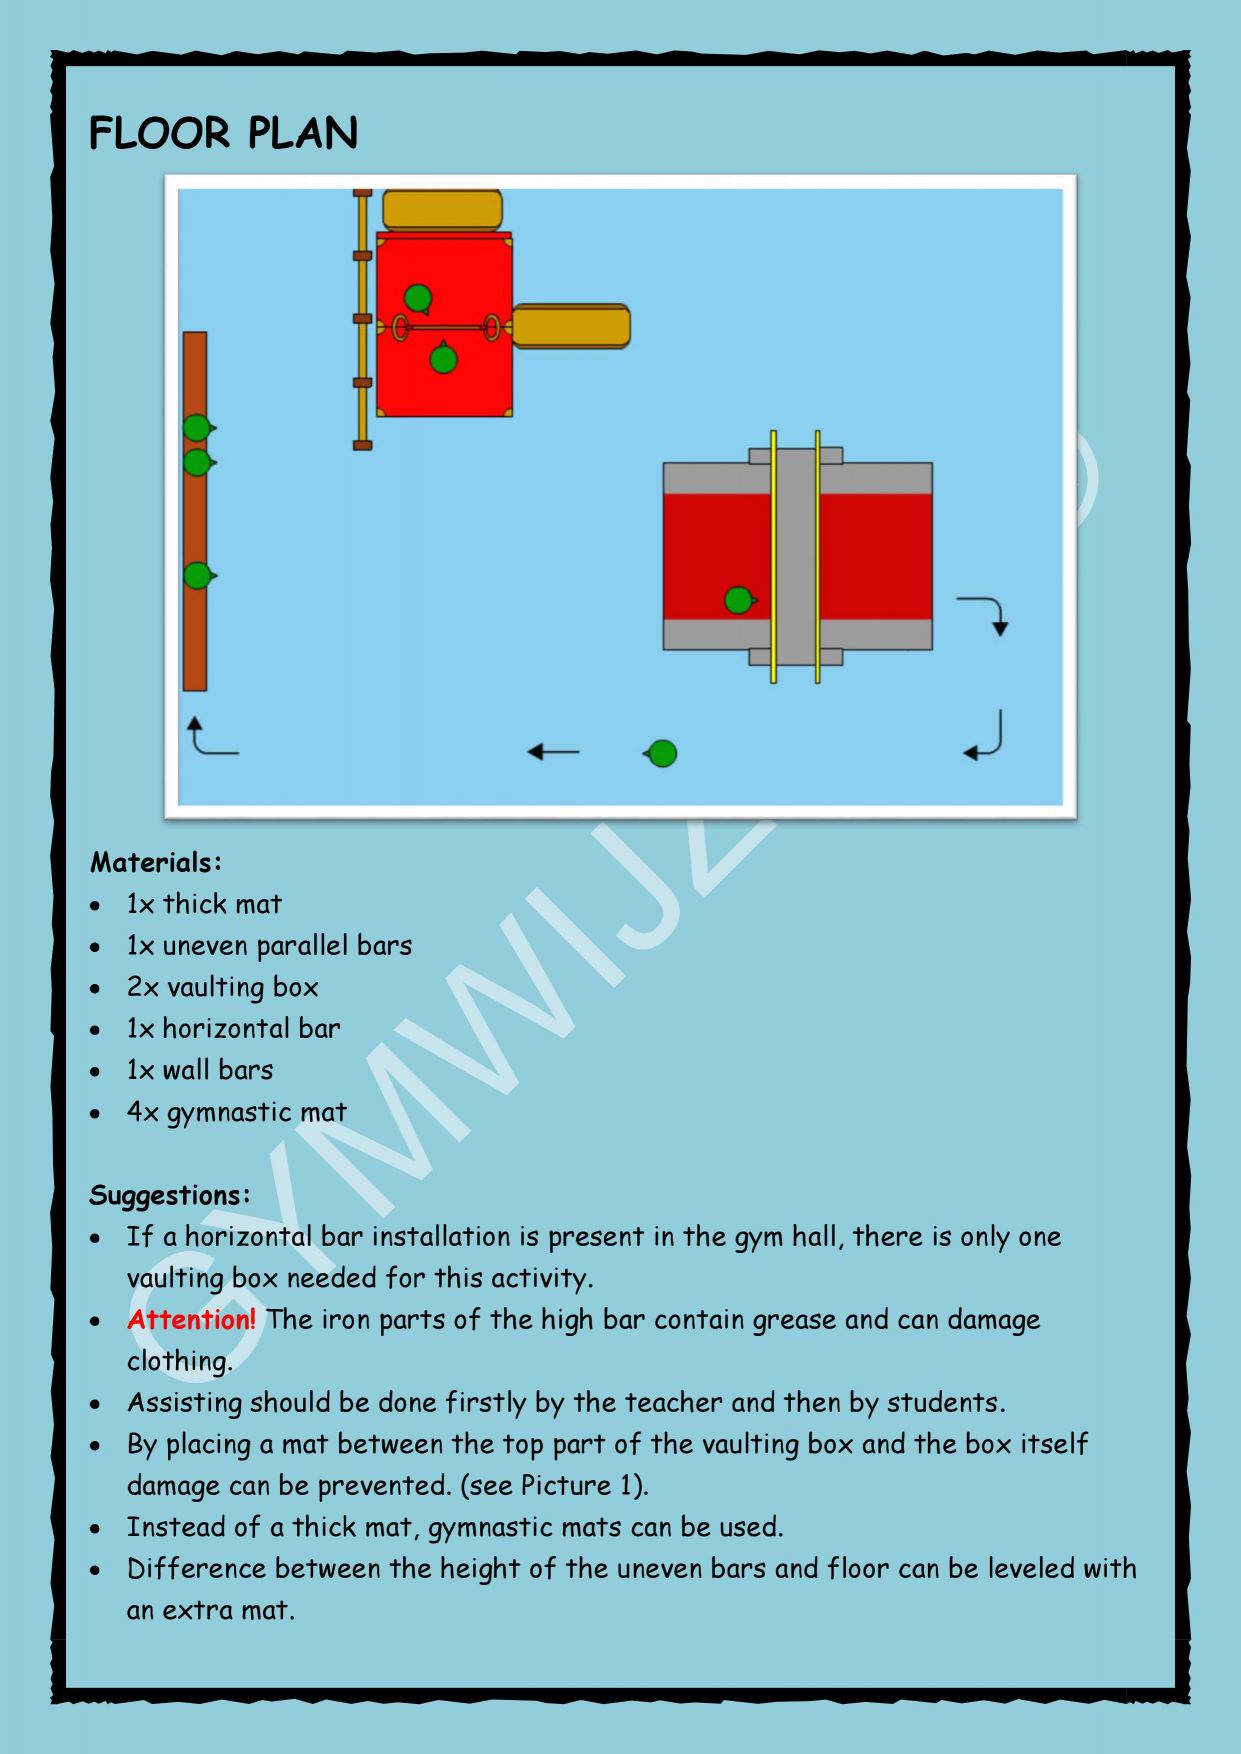 FLOOR PLAN
Materials:
• 1x thick mat
• 1x uneven parallel bars
• 2x vaulting box
• 1x horizontal bar
• 1x wall bars
• 4x gymnastic mat
Suggestions:
• If a horizontal bar installation is present in the gym hall, there is only one
vaulting box needed for this activity.
• Attention! The iron parts of the high bar contain grease and can damage
clothing.
• Assisting should be done firstly by the teacher and then by students.
• By placing a mat between the top part of the vaulting box and the box itself
damage can be prevented. (see Picture 1).
• Instead of a thick mat, gymnastic mats can be used.
• Difference between the height of the uneven bars and floor can be leveled with
an extra mat.